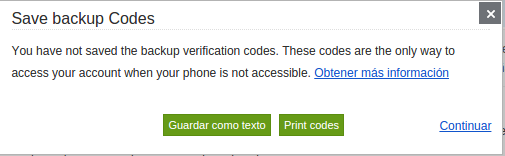 Save backup Codes
You have not saved the backup verification codes. These codes are the only way to
access your account when your phone is not accessible. Obtener más información
Guardar como texto Print codes Continuar